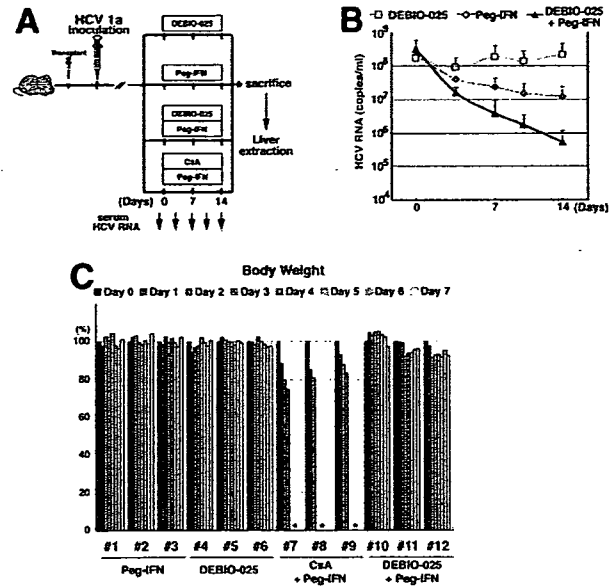 A
HCV 1a
Inoculation
Transplant
DEBIO-025
Peg-IFN
DEBIO-025
Peg-IFN
CsA
Peg-IFN
sacrifice
Liver
extraction
(Days) 0 7 14
serum
HCV RNA
B
DEBIO-025 Peg-IFN DEBIO-025
+ Peg-IFN
HCV RNA (copies/ml)
10⁸
10⁷
10⁶
10⁵
10⁴
0 7 14 (Days)
C
Body Weight
Day 0 Day 1 Day 2 Day 3 Day 4 Day 5 Day 6 Day 7
(%)
100
80
60
40
20
0
* * *
#1 #2 #3 #4 #5 #6 #7 #8 #9 #10 #11 #12
Peg-IFN DEBIO-025 CsA DEBIO-025
+ Peg-IFN + Peg-IFN